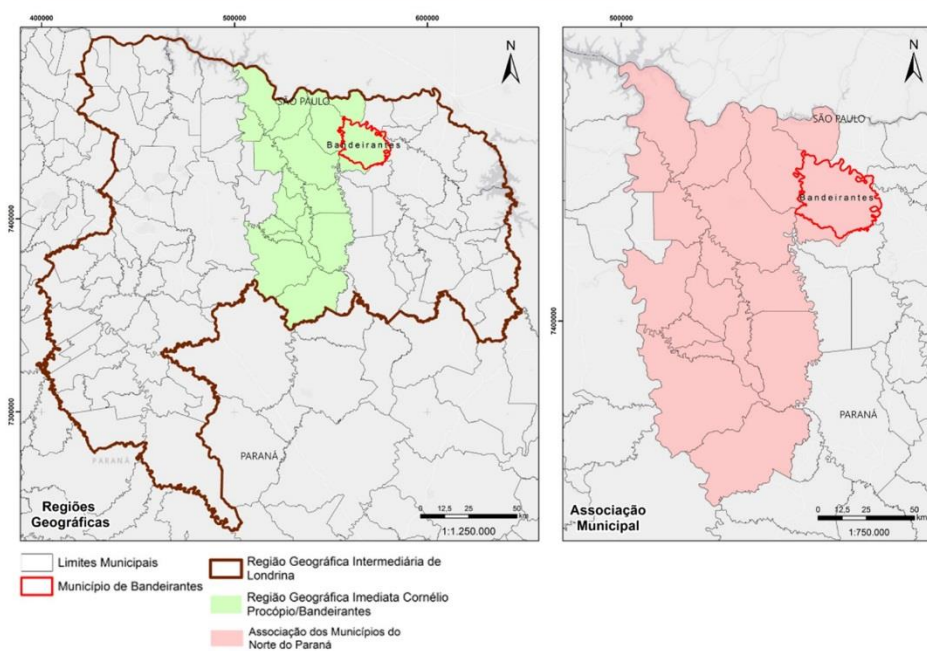 400000
500000
600000
N
SÃO PAULO
Bandeirantes
7400000
7300000
PARANÁ
PARANÁ
Regiões
Geográficas
0 12,5 25 50
km
1:1.250.000
500000
N
SÃO PAULO
Bandeirantes
7400000
PARANÁ
Associação
Municipal
0 12,5 25 50
km
1:750.000
Limites Municipais
Município de Bandeirantes
Região Geográfica Intermediária de
Londrina
Região Geográfica Imediata Cornélio
Procópio/Bandeirantes
Associação dos Municípios do
Norte do Paraná